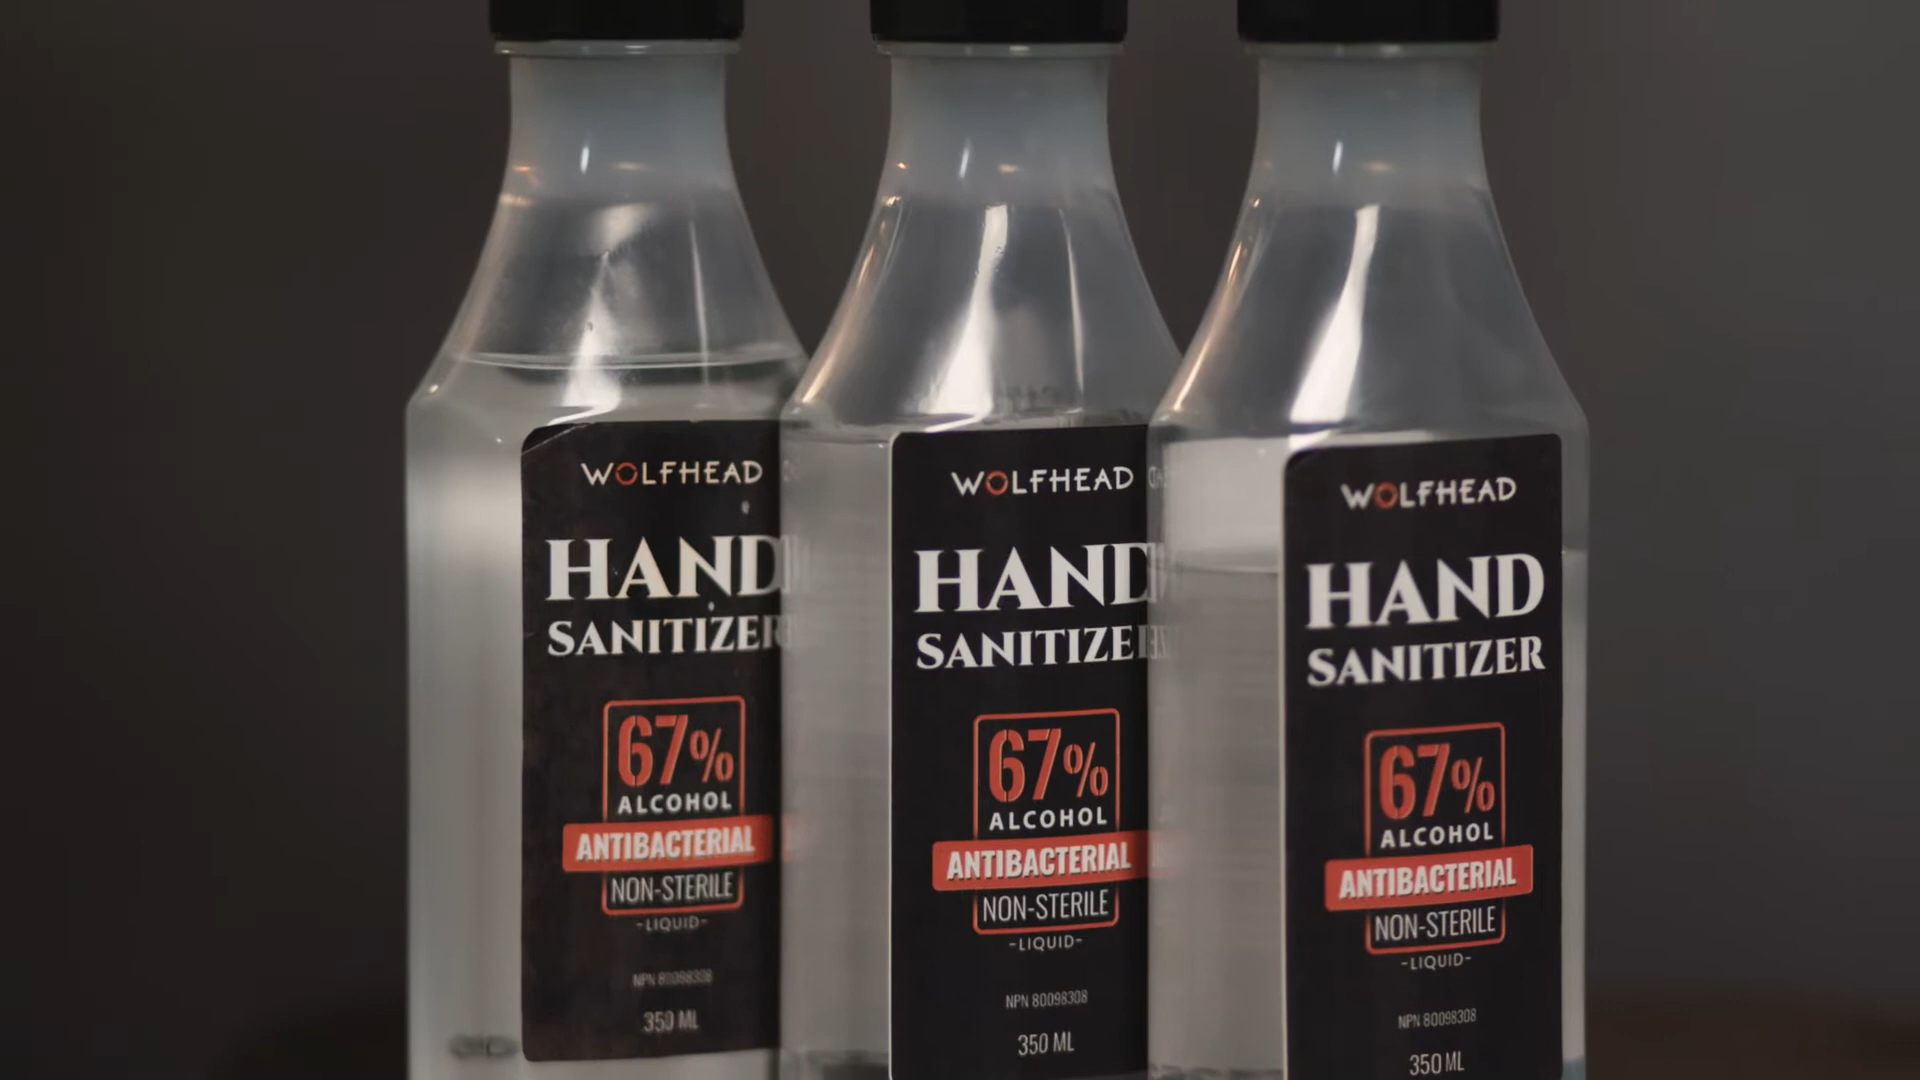 WOLFHEAD
HAND
SANITIZER
67%
ALCOHOL
ANTIBACTERIAL
NON-STERILE
-LIQUID-
NPN 80098308
350 ML
WOLFHEAD
HAND
SANITIZER
67%
ALCOHOL
ANTIBACTERIAL
NON-STERILE
-LIQUID-
NPN 80098308
350 ML
WOLFHEAD
HAND
SANITIZER
67%
ALCOHOL
ANTIBACTERIAL
NON-STERILE
-LIQUID-
NPN 80098308
350 ML